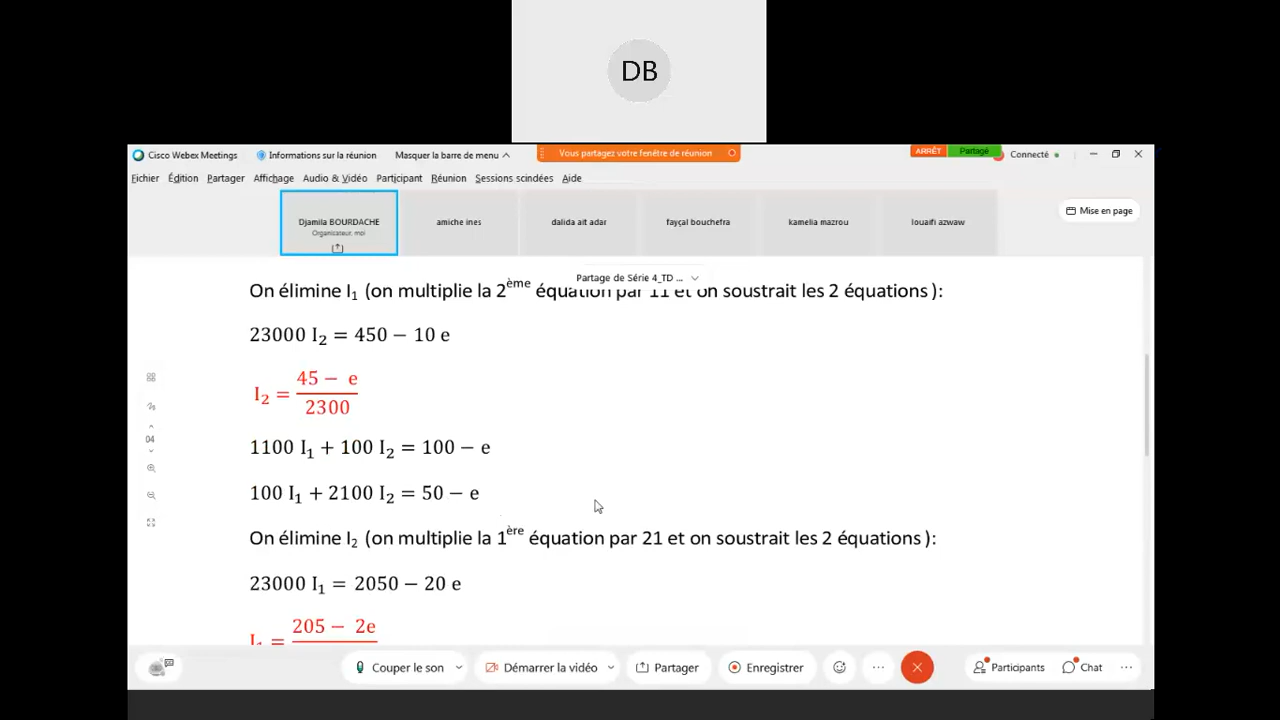 DB
Cisco Webex Meetings
Informations sur la réunion
Masquer la barre de menu
Vous partagez votre fenêtre de réunion
ARRÊT
Partagé
Connecté
Fichier Édition Partager Affichage Audio & Vidéo Participant Réunion Sessions scindées Aide
Djamila BOURDACHE
Organisateur, moi
amiche ines
dalida ait adar
fayçal bouchefra
kamelia mazrou
louaifi azwaw
Mise en page
Partage de Série 4_TD ...
On élimine I₁ (on multiplie la 2ème équation par 11 et on soustrait les 2 équations ):
23000 I₂ = 450 − 10 e
I₂ = (45 − e)/2300
1100 I₁ + 100 I₂ = 100 − e
04
100 I₁ + 2100 I₂ = 50 − e
On élimine I₂ (on multiplie la 1ère équation par 21 et on soustrait les 2 équations ):
23000 I₁ = 2050 − 20 e
I₁ = 205 − 2e
Couper le son
Démarrer la vidéo
Partager
Enregistrer
Participants
Chat